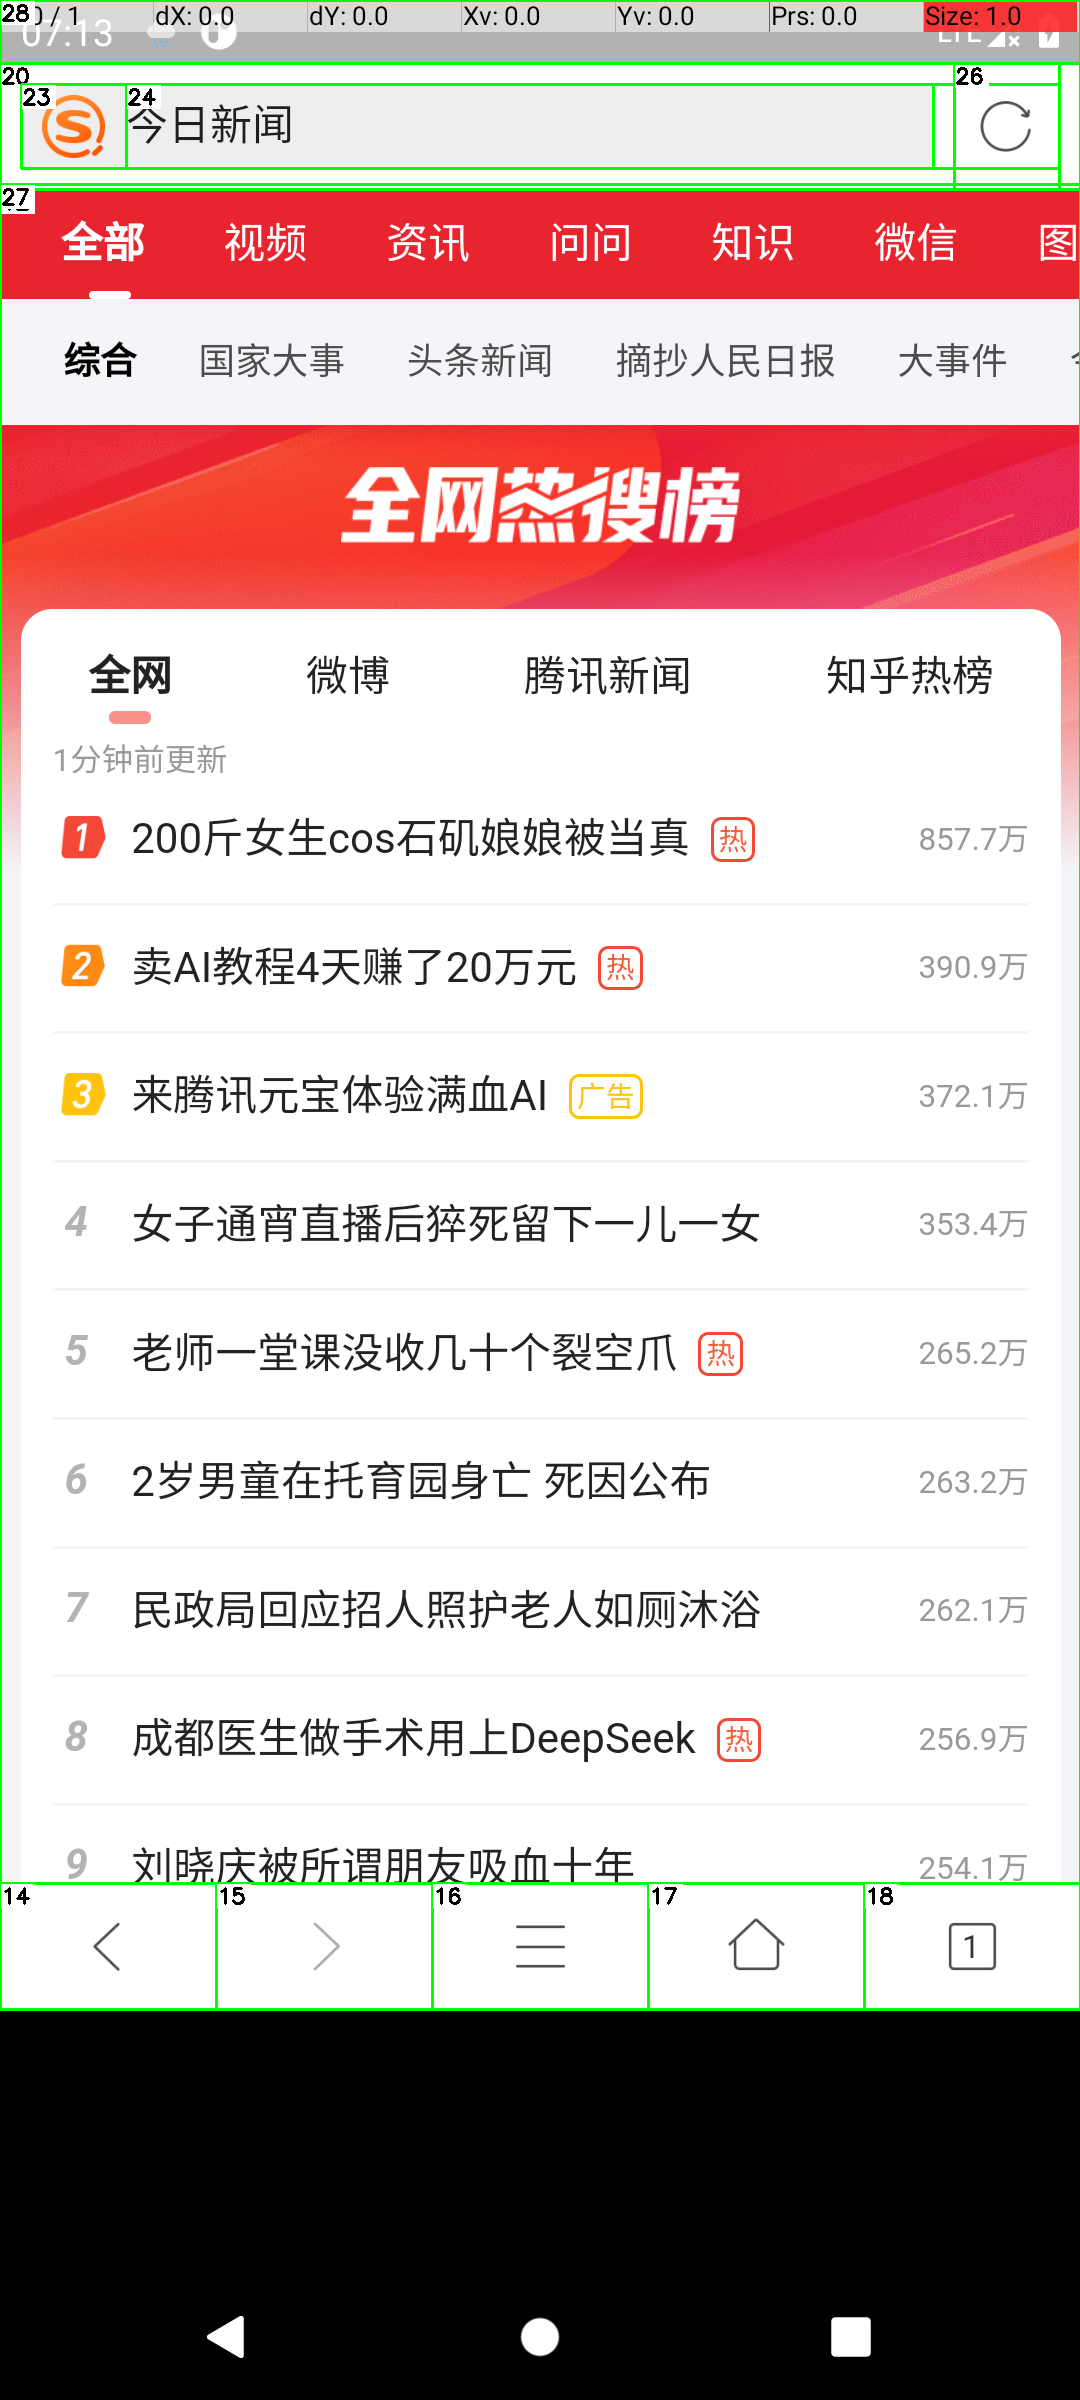 28 0 / 1 dX: 0.0 dY: 0.0 Xv: 0.0 Yv: 0.0 Prs: 0.0 Size: 1.0
07:13 LTE
20 26
23 24 今日新闻
27
全部 视频 资讯 问问 知识 微信 图
综合 国家大事 头条新闻 摘抄人民日报 大事件
全网热搜榜
全网 微博 腾讯新闻 知乎热榜
1分钟前更新
1 200斤女生cos石矶娘娘被当真 热 857.7万
2 卖AI教程4天赚了20万元 热 390.9万
3 来腾讯元宝体验满血AI 广告 372.1万
4 女子通宵直播后猝死留下一儿一女 353.4万
5 老师一堂课没收几十个裂空爪 热 265.2万
6 2岁男童在托育园身亡 死因公布 263.2万
7 民政局回应招人照护老人如厕沐浴 262.1万
8 成都医生做手术用上DeepSeek 热 256.9万
9 刘晓庆被所谓朋友吸血十年 254.1万
14 15 16 17 18
1